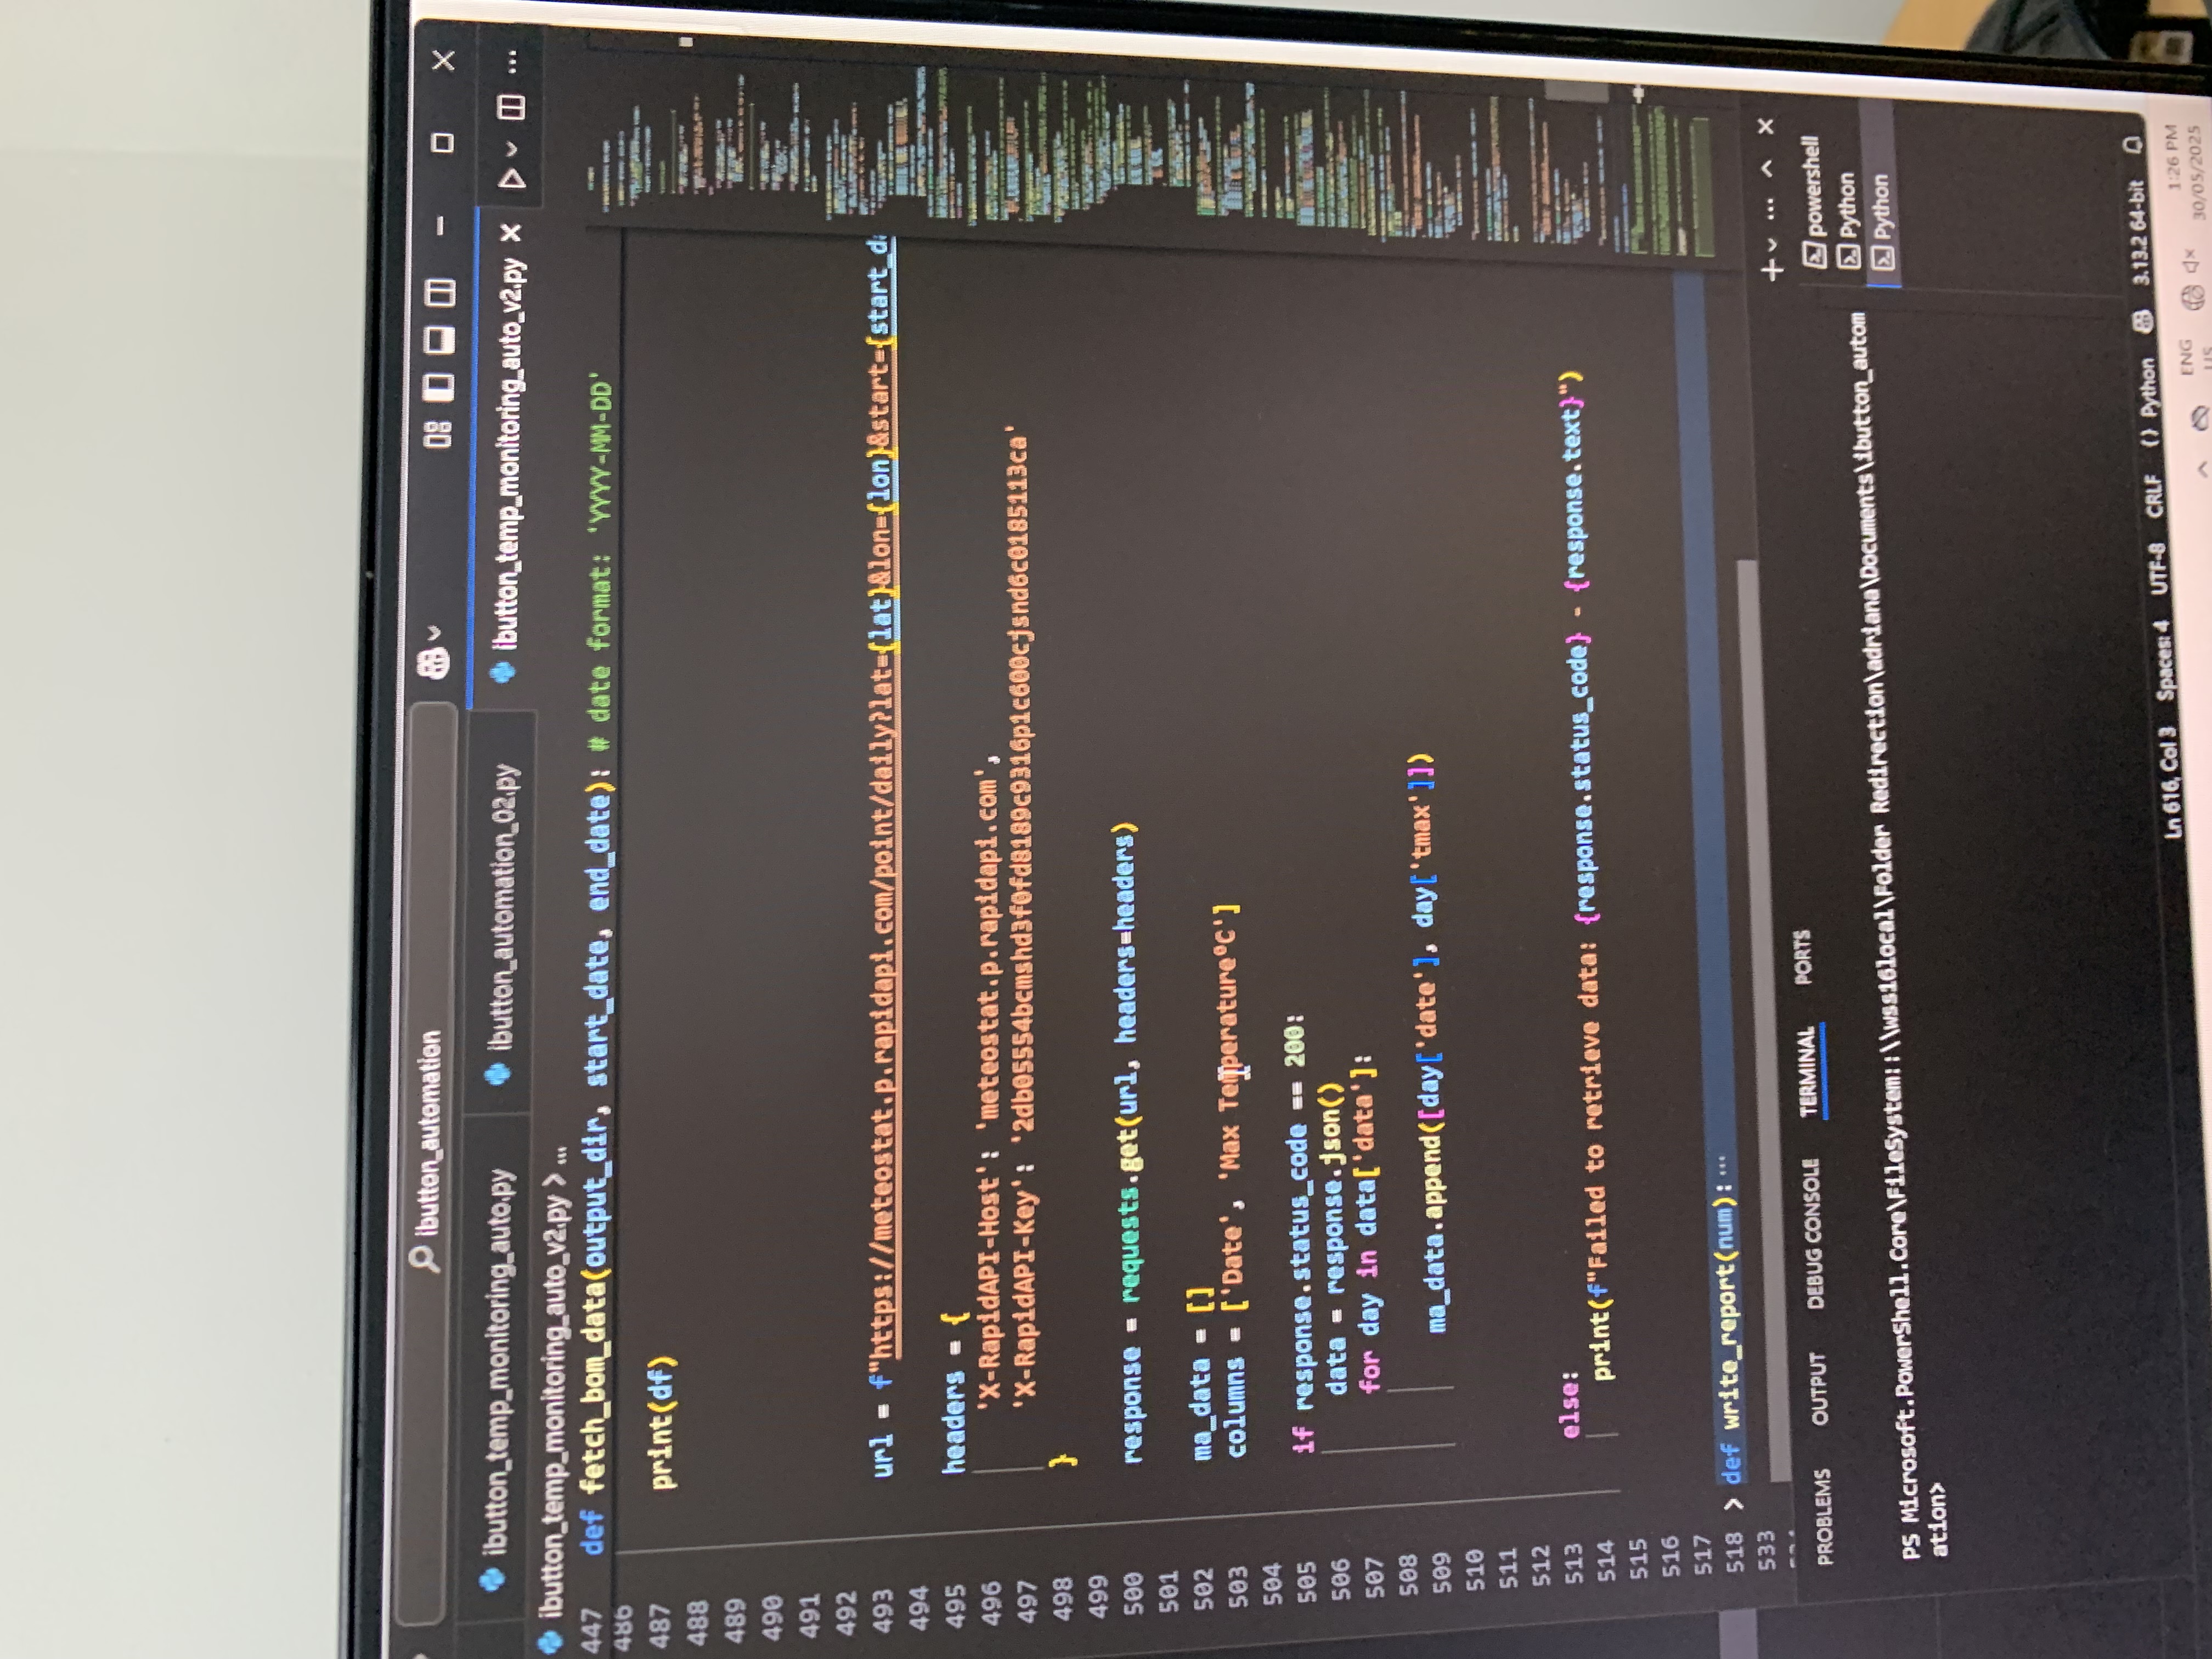 ibutton_automation
ibutton_temp_monitoring_auto.py
ibutton_automation_02.py
ibutton_temp_monitoring_auto_v2.py
ibutton_temp_monitoring_auto_v2.py > ...
447 def fetch_bom_data(output_dir, start_date, end_date): # date format: 'YYYY-MM-DD'
486
487 print(df)
488
489
490
491
492
493 url = f"https://meteostat.p.rapidapi.com/point/daily?lat={lat}&lon={lon}&start={start_da
494
495 headers = {
496 'X-RapidAPI-Host': 'meteostat.p.rapidapi.com',
497 'X-RapidAPI-Key': '2db05554bcmshd3f0fd8189c9316p1c600cjsnd6c0185113ca'
498 }
499
500 response = requests.get(url, headers=headers)
501
502 ma_data = []
503 columns = ['Date', 'Max Temperature°C']
504
505 if response.status_code == 200:
506 data = response.json()
507 for day in data['data']:
508
509 ma_data.append([day['date'], day['tmax']])
510
511
512
513 else:
514 print(f"Failed to retrieve data: {response.status_code} - {response.text}")
515
516
517
518 > def write_report(num): ...
533
PROBLEMS OUTPUT DEBUG CONSOLE TERMINAL PORTS
powershell
Python
Python
PS Microsoft.PowerShell.Core\FileSystem::\\wss16local\Folder Redirection\adriana\Documents\ibutton_autom
ation>
Ln 616, Col 3 Spaces: 4 UTF-8 CRLF {} Python 3.13.2 64-bit
ENG
US
1:26 PM
30/05/2025